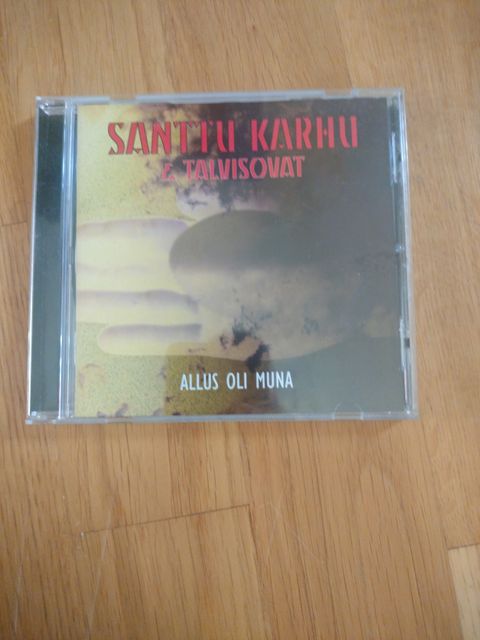 SANTTU KARHU
& TALVISOVAT
ALLUS OLI MUNA